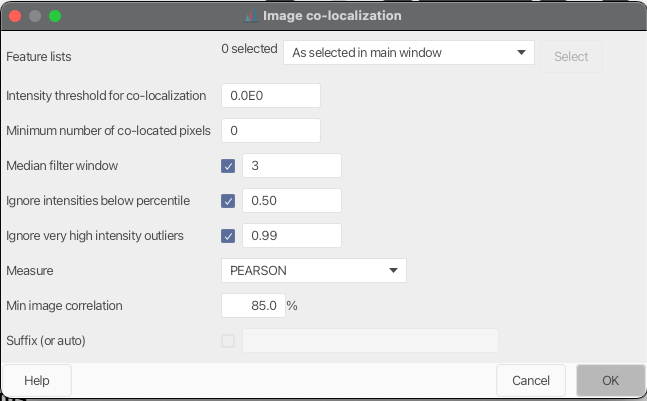 Image co-localization
Feature lists 0 selected As selected in main window Select
Intensity threshold for co-localization 0.0E0
Minimum number of co-located pixels 0
Median filter window 3
Ignore intensities below percentile 0.50
Ignore very high intensity outliers 0.99
Measure PEARSON
Min image correlation 85.0 %
Suffix (or auto)
Help Cancel OK